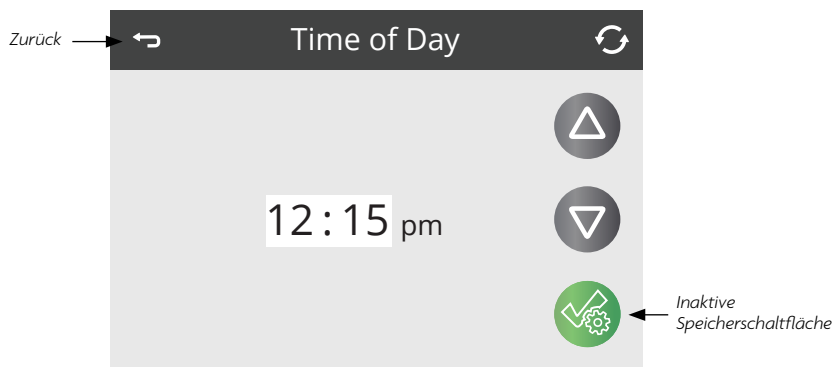 Zurück
Time of Day
12:15 pm
Inaktive
Speicherschaltfläche